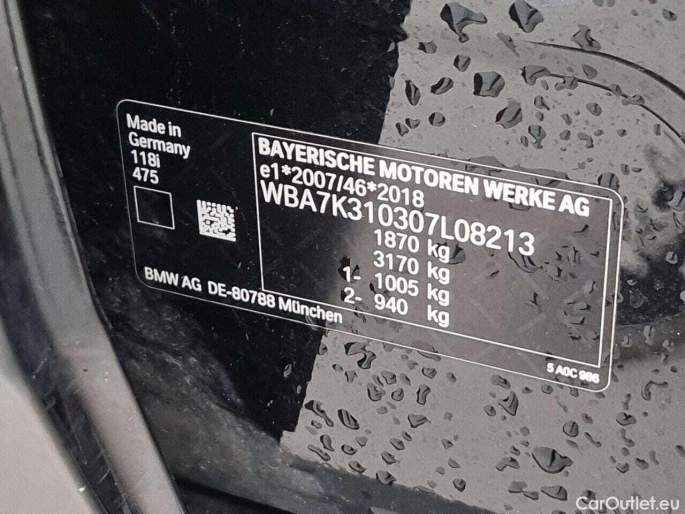 Made in
Germany
118i
475
BAYERISCHE MOTOREN WERKE AG
e1*2007/46*2018
WBA7K310307L08213
1870 kg
3170 kg
1- 1005 kg
2- 940 kg
BMW AG DE-80788 München
5 A0C 986
CarOutlet.eu